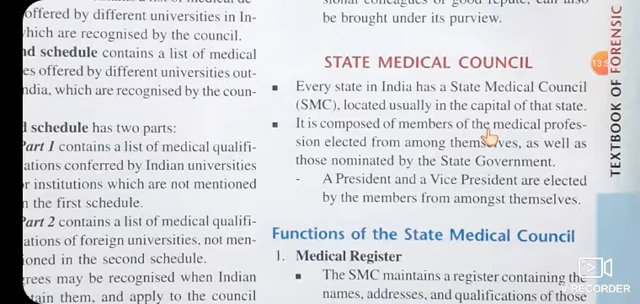 offered by different universities in In-
which are recognised by the council.
schedule contains a list of medical
offered by different universities out-
which are recognised by the coun-
schedule has two parts:
Part 1 contains a list of medical qualifi-
ations conferred by Indian universities
r institutions which are not mentioned
n the first schedule.
Part 2 contains a list of medical qualifi-
ations of foreign universities, not men-
ioned in the second schedule.
may be recognised when Indian
them, and apply to the council
be brought under its purview.
STATE MEDICAL COUNCIL
▪ Every state in India has a State Medical Council
(SMC), located usually in the capital of that state.
▪ It is composed of members of the medical profes-
sion elected from among themselves, as well as
those nominated by the State Government.
- A President and a Vice President are elected
by the members from amongst themselves.
Functions of the State Medical Council
1. Medical Register
▪ The SMC maintains a register containing the
names, addresses, and qualifications of those
TEXTBOOK OF FORENSIC
RECORDER